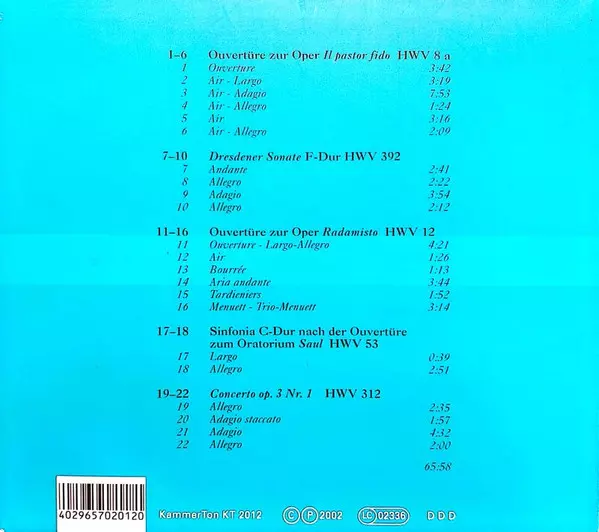 1–6 Ouvertüre zur Oper Il pastor fido HWV 8 a
1 Ouverture 3:42
2 Air - Largo 3:19
3 Air - Adagio 7:53
4 Air - Allegro 1:24
5 Air 3:16
6 Air - Allegro 2:09
7–10 Dresdener Sonate F-Dur HWV 392
7 Andante 2:41
8 Allegro 2:22
9 Adagio 3:54
10 Allegro 2:12
11–16 Ouvertüre zur Oper Radamisto HWV 12
11 Ouverture - Largo-Allegro 4:21
12 Air 1:26
13 Bourrér 1:13
14 Aria andante 3:44
15 Tardieniers 1:52
16 Menuett - Trio-Menuett 3:14
17–18 Sinfonia C-Dur nach der Ouvertüre
zum Oratorium Saul HWV 53
17 Largo 0:39
18 Allegro 2:51
19–22 Concerto op. 3 Nr. 1 HWV 312
19 Allegro 2:35
20 Adagio staccato 1:57
21 Adagio 4:32
22 Allegro 2:00
65:58
4029657020120
KammerTon KT 2012 Ⓒ Ⓟ 2002 LC 02336 D D D